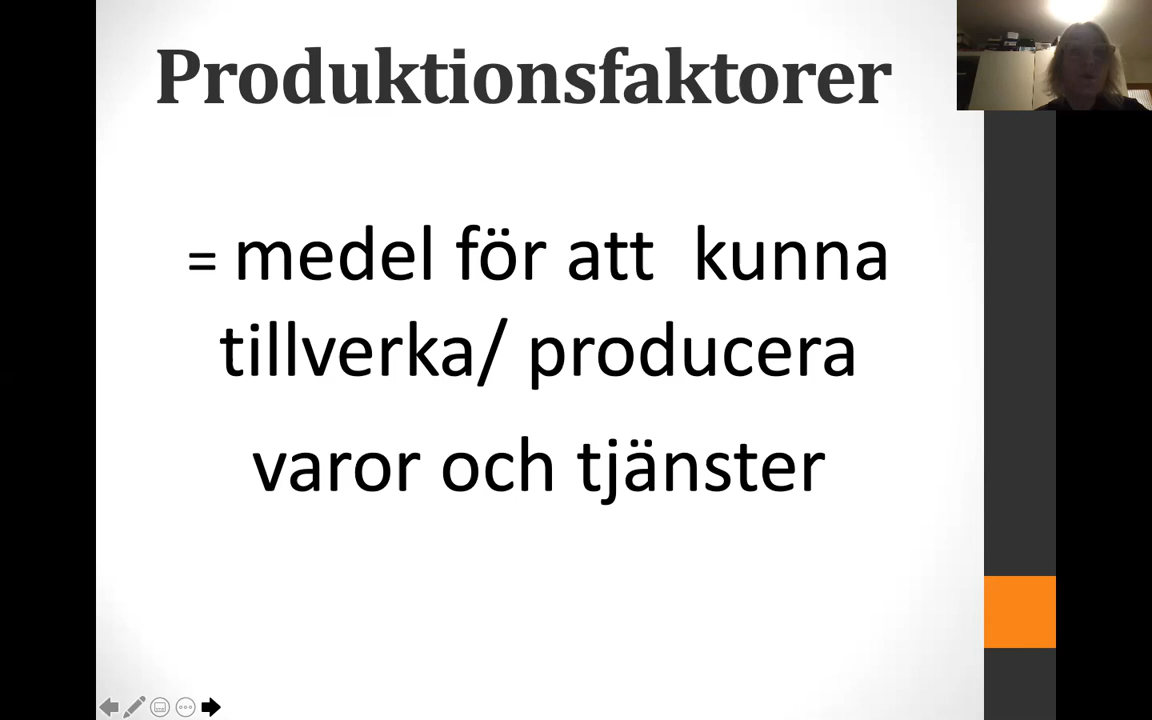 Produktionsfaktorer
= medel för att kunna
tillverka/ producera
varor och tjänster